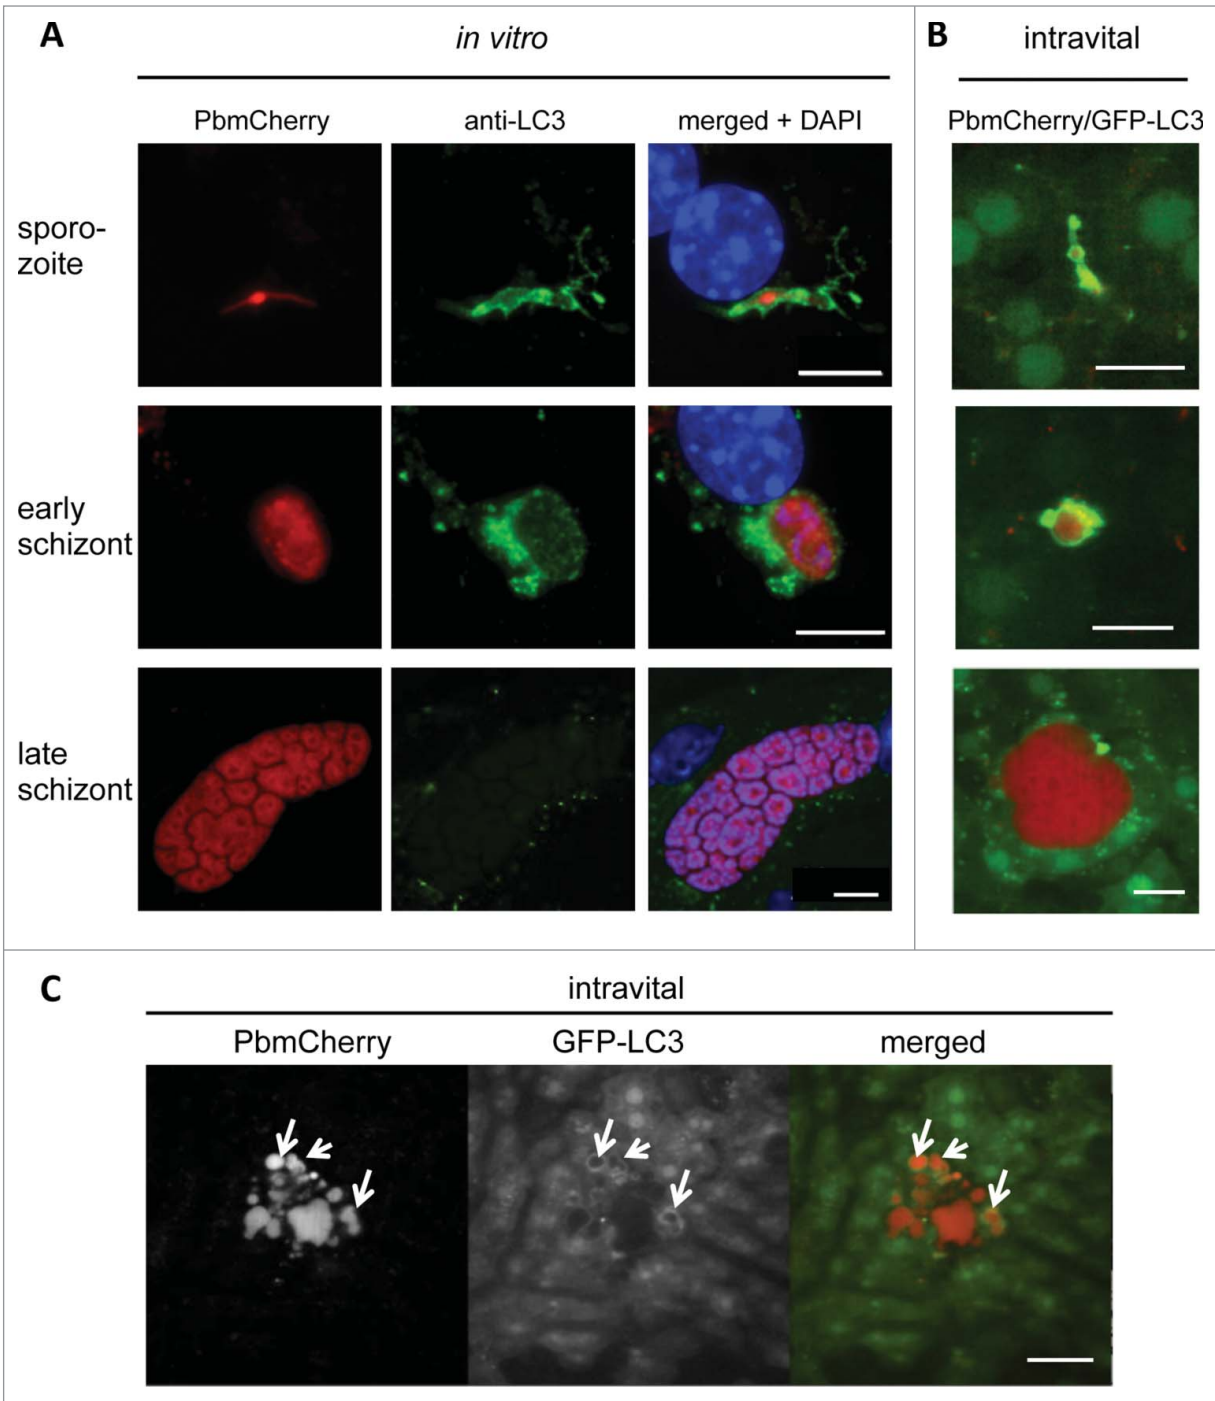 A
in vitro
B
intravital
PbmCherry
anti-LC3
merged + DAPI
PbmCherry/GFP-LC3
sporo-
zoite
early
schizont
late
schizont
C
intravital
PbmCherry
GFP-LC3
merged